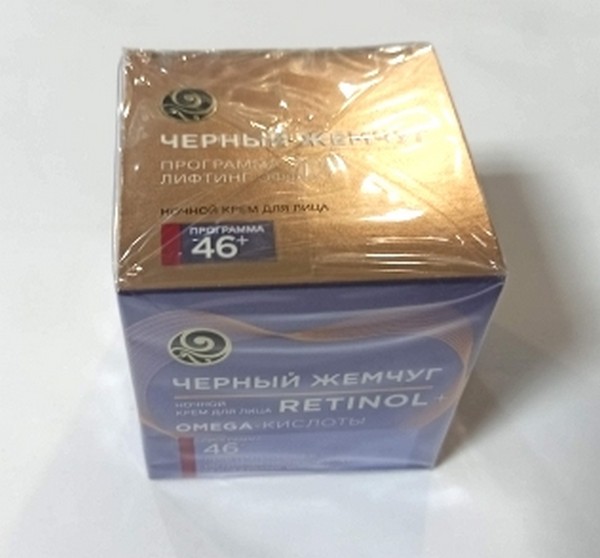 ЧЕРНЫЙ ЖЕМЧУГ
ПРОГРАММА
ЛИФТИНГ
НОЧНОЙ КРЕМ ДЛЯ ЛИЦА
ПРОГРАММА
46+
ЧЕРНЫЙ ЖЕМЧУГ
НОЧНОЙ
КРЕМ ДЛЯ ЛИЦА RETINOL+
OMEGA-КИСЛОТЫ
ПРОГРАММА
46